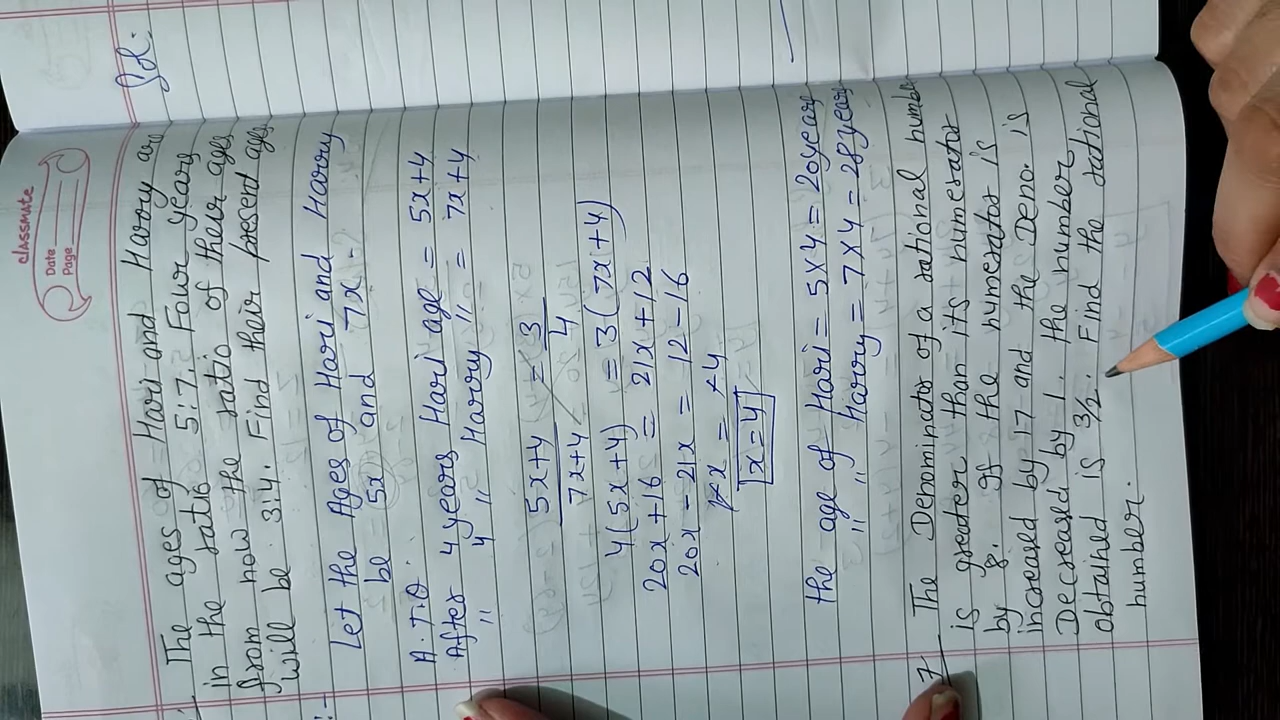 classmate
Date
Page
The ages of Hari and Harry are
in the ratio 5:7. Four years
from now the ratio of their ages
will be 3:4. Find their present ages
Sol:
Let the Ages of Hari and Harry
be 5x and 7x.
A.T.Q.
After 4 years Hari age = 5x+4
" 4 " Harry " = 7x+4
5x+4/7x+4 = 3/4
4(5x+4) = 3(7x+4)
20x+16 = 21x+12
20x-21x = 12-16
-x = -4
x=4
the age of Hari = 5x4 = 20years
" " " Harry = 7x4 = 28years
7 The Denominator of a rational numbe
is greater than its numerator
by 8. If the numerator is
increased by 17 and the Deno. is
Decreased by 1, the number
obtained is 3/2. Find the rational
number.